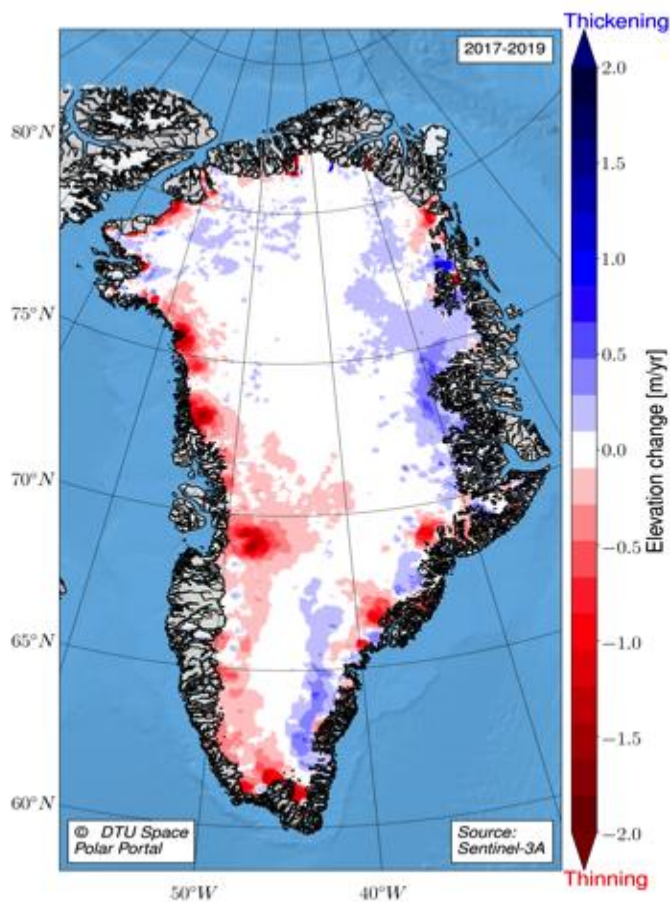 Thickening
2017-2019
2.0
1.5
1.0
0.5
0.0
−0.5
−1.0
−1.5
−2.0
Elevation change [m/yr]
80°N
75°N
70°N
65°N
60°N
© DTU Space
Polar Portal
Source:
Sentinel-3A
Thinning
50°W
40°W